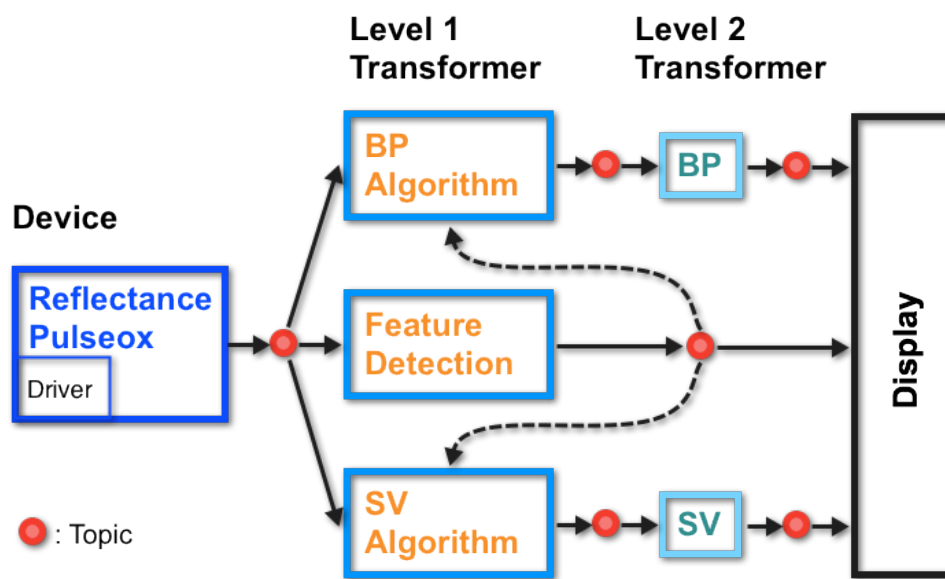 Level 1
Transformer
Level 2
Transformer
Device
BP
Algorithm
BP
Reflectance
Pulseox
Driver
Feature
Detection
Display
SV
Algorithm
SV
: Topic